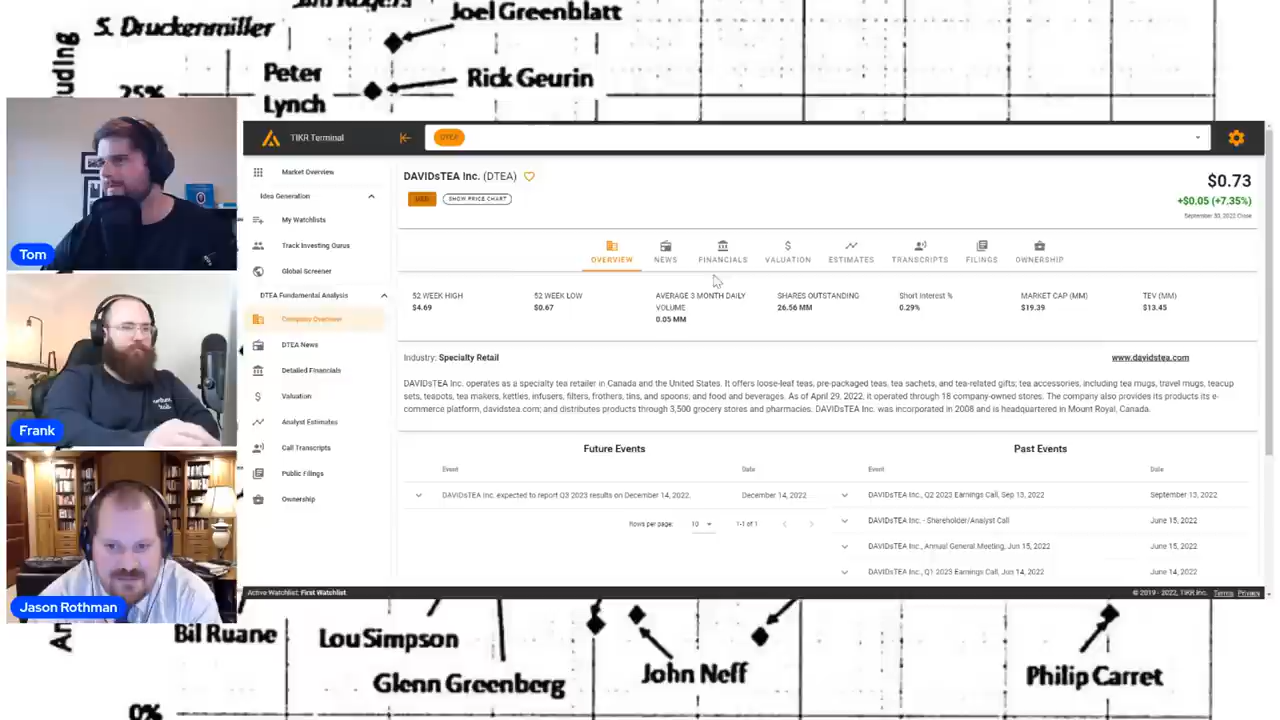 S. Druckenmiller
Joel Greenblatt
Peter
Lynch
Rick Geurin
25%
TIKR Terminal
DTEA
Market Overview
Idea Generation
My Watchlists
Track Investing Gurus
Global Screener
DTEA Fundamental Analysis
Company Overview
DTEA News
Detailed Financials
Valuation
Analyst Estimates
Call Transcripts
Public Filings
Ownership
DAVIDsTEA Inc. (DTEA)
SHOW PRICE CHART
$0.73
+$0.05 (+7.35%)
September 30, 2022 Close
OVERVIEW NEWS FINANCIALS VALUATION ESTIMATES TRANSCRIPTS FILINGS OWNERSHIP
52 WEEK HIGH
$4.69
52 WEEK LOW
$0.67
AVERAGE 3 MONTH DAILY
VOLUME
0.05 MM
SHARES OUTSTANDING
26.56 MM
Short Interest %
0.29%
MARKET CAP (MM)
$19.39
TEV (MM)
$13.45
Industry: Specialty Retail
www.davidstea.com
DAVIDsTEA Inc. operates as a specialty tea retailer in Canada and the United States. It offers loose-leaf teas, pre-packaged teas, tea sachets, and tea-related gifts; tea accessories, including tea mugs, travel mugs, teacup
sets, teapots, tea makers, kettles, infusers, filters, frothers, tins, and spoons; and food and beverages. As of April 29, 2022, it operated through 18 company-owned stores. The company also provides its products its e-
commerce platform, davidstea.com; and distributes products through 3,500 grocery stores and pharmacies. DAVIDsTEA Inc. was incorporated in 2008 and is headquartered in Mount Royal, Canada.
Future Events
Event Date
DAVIDsTEA Inc. expected to report Q3 2023 results on December 14, 2022. December 14, 2022
Rows per page: 10 1-1 of 1
Past Events
Event Date
DAVIDsTEA Inc., Q2 2023 Earnings Call, Sep 13, 2022 September 13, 2022
DAVIDsTEA Inc. - Shareholder/Analyst Call June 15, 2022
DAVIDsTEA Inc., Annual General Meeting, Jun 15, 2022 June 15, 2022
DAVIDsTEA Inc., Q1 2023 Earnings Call, Jun 14, 2022 June 14, 2022
Active Watchlist: First Watchlist
© 2019 - 2022, TIKR Inc. Terms Privacy
Tom
Frank
Jason Rothman
Bil Ruane
Lou Simpson
Glenn Greenberg
John Neff
Philip Carret
0%